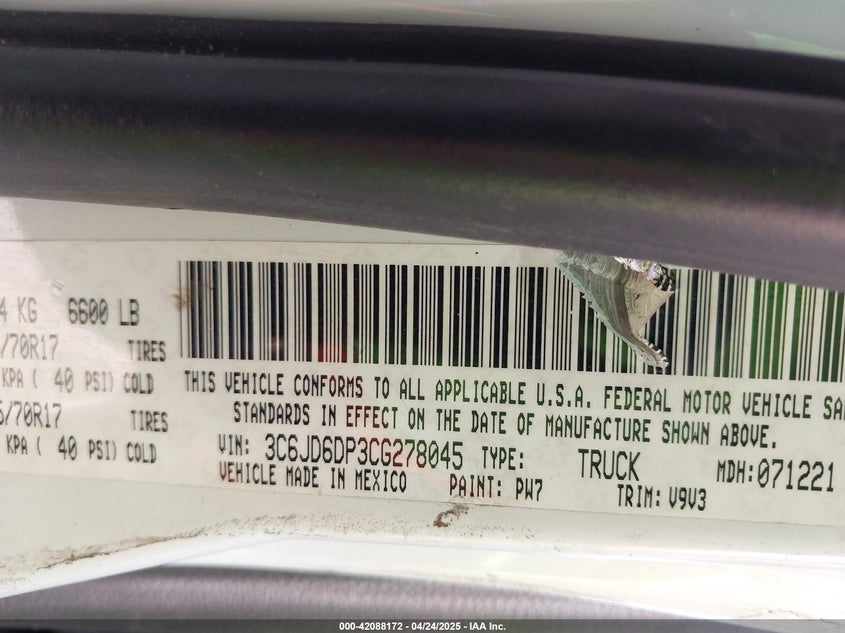 4 KG 6600 LB
/70R17 TIRES
KPA ( 40 PSI) COLD
/70R17 TIRES
KPA ( 40 PSI) COLD
THIS VEHICLE CONFORMS TO ALL APPLICABLE U.S.A. FEDERAL MOTOR VEHICLE SA
STANDARDS IN EFFECT ON THE DATE OF MANUFACTURE SHOWN ABOVE.
VIN: 3C6JD6DP3CG278045 TYPE: TRUCK MDH: 071221
VEHICLE MADE IN MEXICO PAINT: PW7 TRIM: V9V3
000-42088172 - 04/24/2025 - IAA Inc.